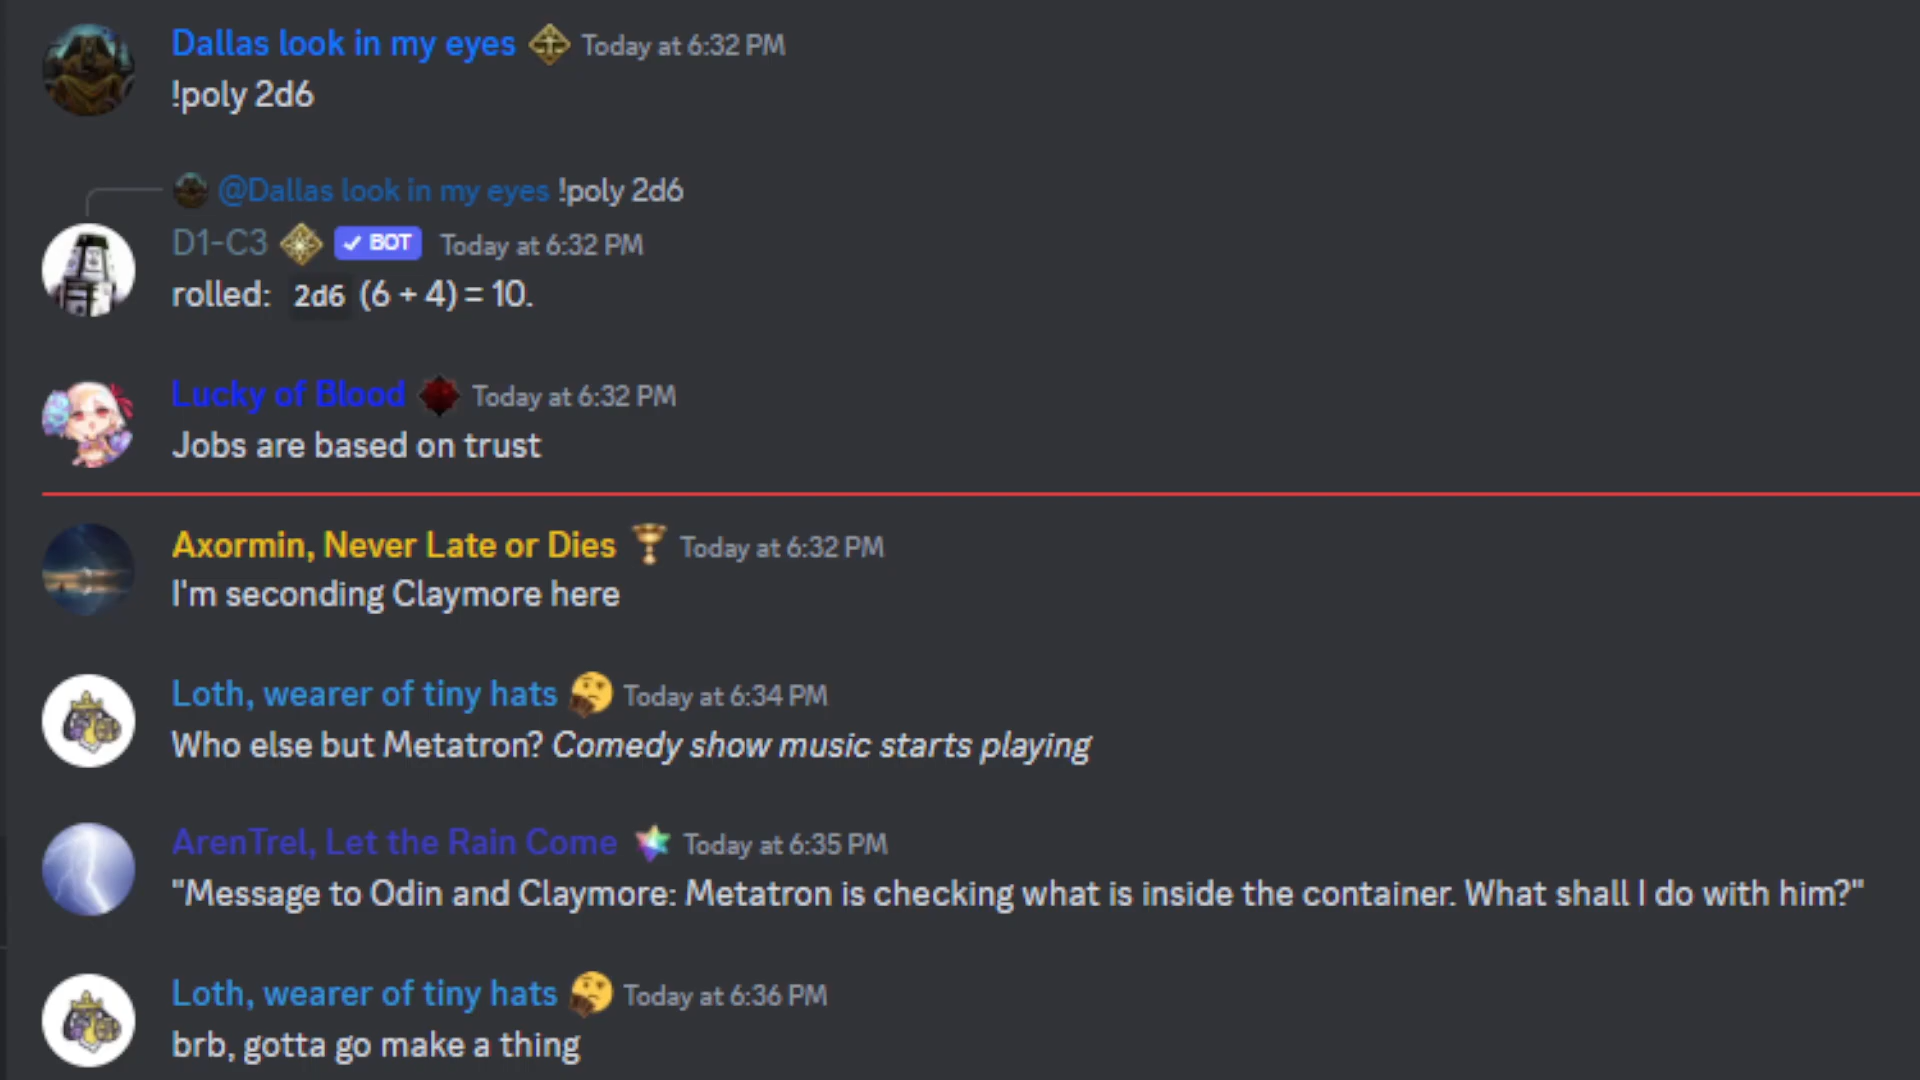 Dallas look in my eyes Today at 6:32 PM
!poly 2d6
@Dallas look in my eyes !poly 2d6
D1-C3 BOT Today at 6:32 PM
rolled: 2d6 (6 + 4) = 10.
Lucky of Blood Today at 6:32 PM
Jobs are based on trust
Axormin, Never Late or Dies Today at 6:32 PM
I'm seconding Claymore here
Loth, wearer of tiny hats Today at 6:34 PM
Who else but Metatron? Comedy show music starts playing
ArenTrel, Let the Rain Come Today at 6:35 PM
"Message to Odin and Claymore: Metatron is checking what is inside the container. What shall I do with him?"
Loth, wearer of tiny hats Today at 6:36 PM
brb, gotta go make a thing